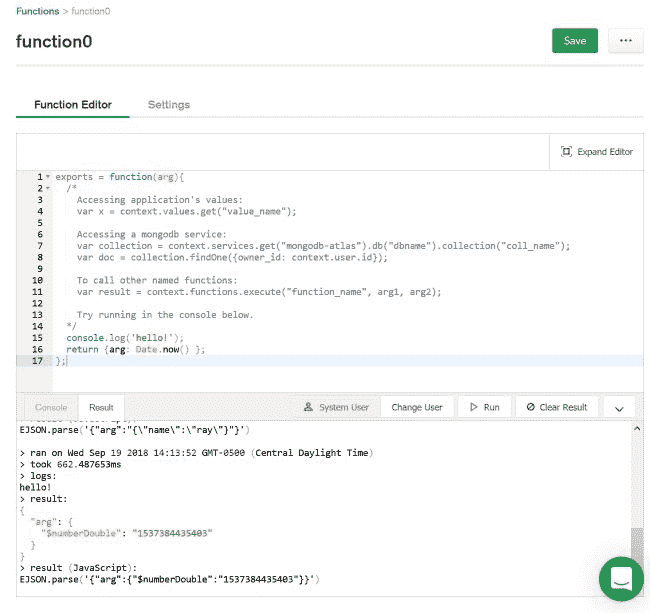 Functions > function0
function0
Save
...
Function Editor
Settings
Expand Editor
1 exports = function(arg){
2 /*
3 Accessing application's values:
4 var x = context.values.get("value_name");
5
6 Accessing a mongodb service:
7 var collection = context.services.get("mongodb-atlas").db("dbname").collection("coll_name");
8 var doc = collection.findOne({owner_id: context.user.id});
9
10 To call other named functions:
11 var result = context.functions.execute("function_name", arg1, arg2);
12
13 Try running in the console below.
14 */
15 console.log('hello!');
16 return {arg: Date.now() };
17 };
Console Result System User Change User Run Clear Result
EJSON.parse('{"arg":"{\"name\":\"ray\"}"}')
> ran on Wed Sep 19 2018 14:13:52 GMT-0500 (Central Daylight Time)
> took 662.487653ms
> logs:
hello!
> result:
{
"arg": {
"$numberDouble": "1537384435403"
}
}
> result (JavaScript):
EJSON.parse('{"arg":{"$numberDouble":"1537384435403"}}')